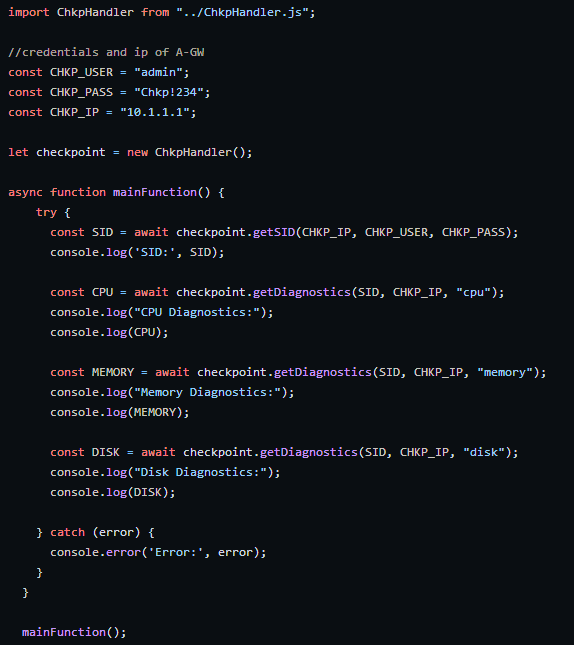 import ChkpHandler from "../ChkpHandler.js";
//credentials and ip of A-GW
const CHKP_USER = "admin";
const CHKP_PASS = "Chkp!234";
const CHKP_IP = "10.1.1.1";
let checkpoint = new ChkpHandler();
async function mainFunction() {
    try {
      const SID = await checkpoint.getSID(CHKP_IP, CHKP_USER, CHKP_PASS);
      console.log('SID:', SID);
      const CPU = await checkpoint.getDiagnostics(SID, CHKP_IP, "cpu");
      console.log("CPU Diagnostics:");
      console.log(CPU);
      const MEMORY = await checkpoint.getDiagnostics(SID, CHKP_IP, "memory");
      console.log("Memory Diagnostics:");
      console.log(MEMORY);
      const DISK = await checkpoint.getDiagnostics(SID, CHKP_IP, "disk");
      console.log("Disk Diagnostics:");
      console.log(DISK);
    } catch (error) {
      console.error('Error:', error);
    }
  }
  mainFunction();